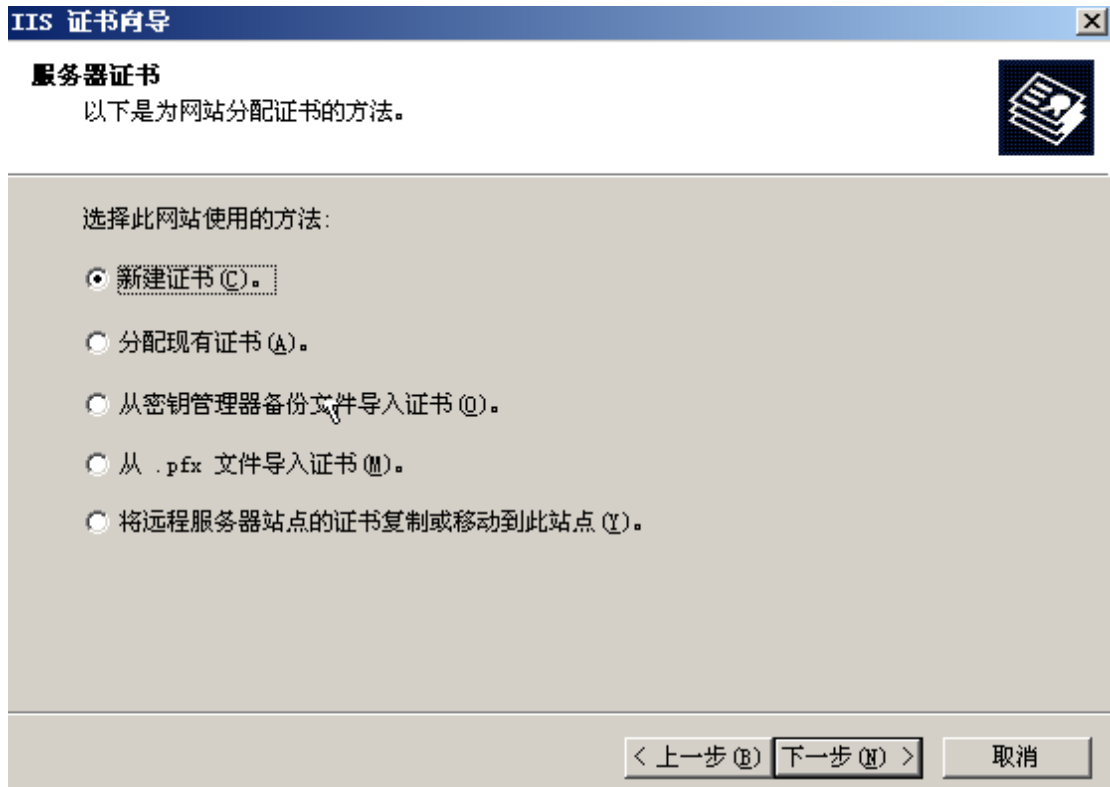 IIS 证书向导
服务器证书
以下是为网站分配证书的方法。
选择此网站使用的方法:
新建证书(C)。
分配现有证书(A)。
从密钥管理器备份文件导入证书(O)。
从 .pfx 文件导入证书(M)。
将远程服务器站点的证书复制或移动到此站点(Y)。
< 上一步(B) 下一步(N) > 取消